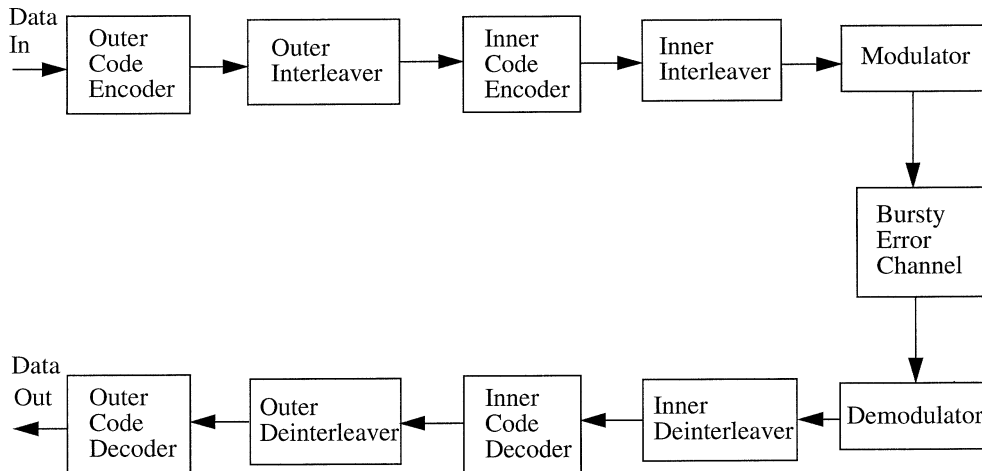 Data
In
Outer
Code
Encoder
Outer
Interleaver
Inner
Code
Encoder
Inner
Interleaver
Modulator
Bursty
Error
Channel
Data
Out
Outer
Code
Decoder
Outer
Deinterleaver
Inner
Code
Decoder
Inner
Deinterleaver
Demodulator